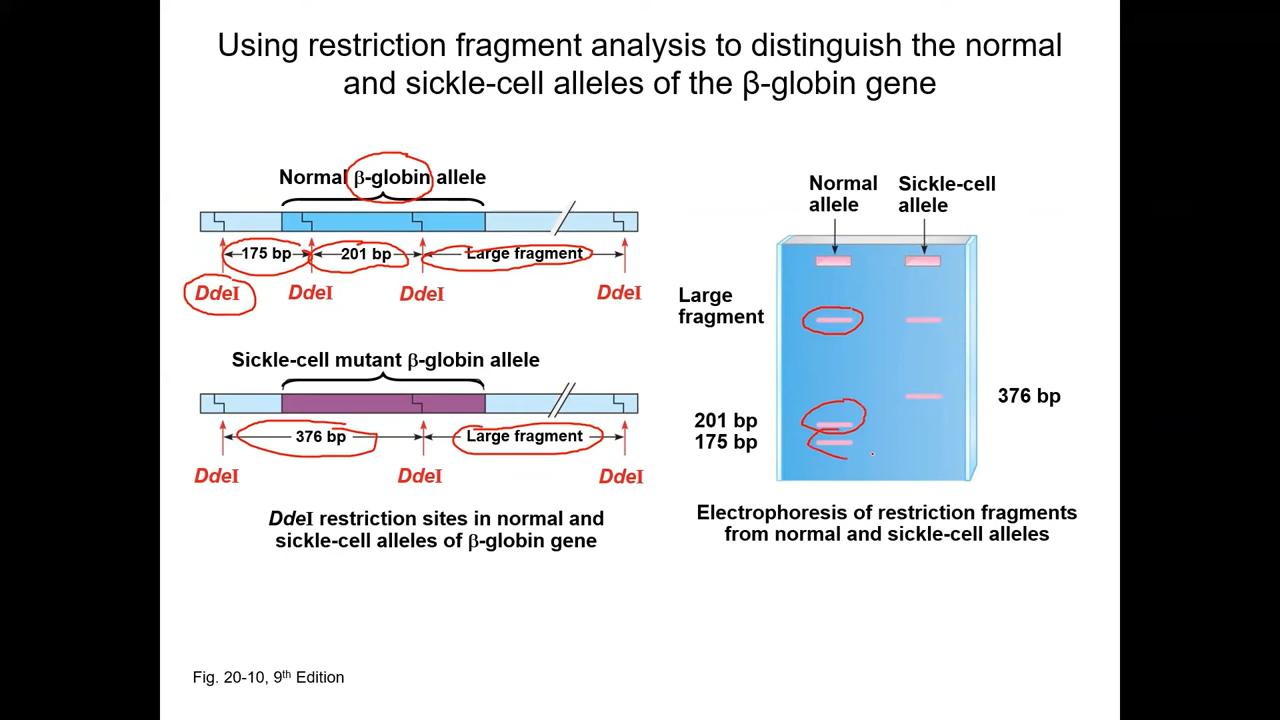 Using restriction fragment analysis to distinguish the normal
and sickle-cell alleles of the β-globin gene
Normal β-globin allele
175 bp
201 bp
Large fragment
DdeI
DdeI
DdeI
DdeI
Sickle-cell mutant β-globin allele
376 bp
Large fragment
DdeI
DdeI
DdeI
DdeI restriction sites in normal and
sickle-cell alleles of β-globin gene
Normal
allele
Sickle-cell
allele
Large
fragment
376 bp
201 bp
175 bp
Electrophoresis of restriction fragments
from normal and sickle-cell alleles
Fig. 20-10, 9th Edition